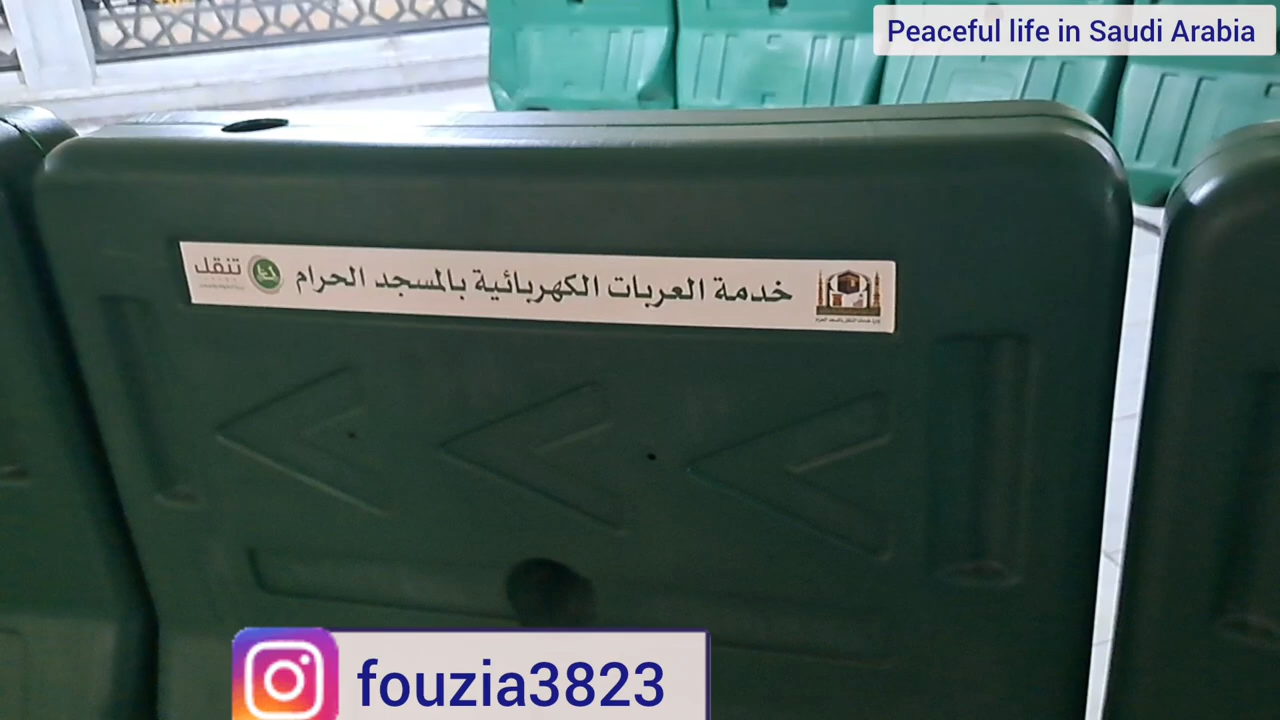 Peaceful life in Saudi Arabia
خدمة العربات الكهربائية بالمسجد الحرام
تنقل
fouzia3823